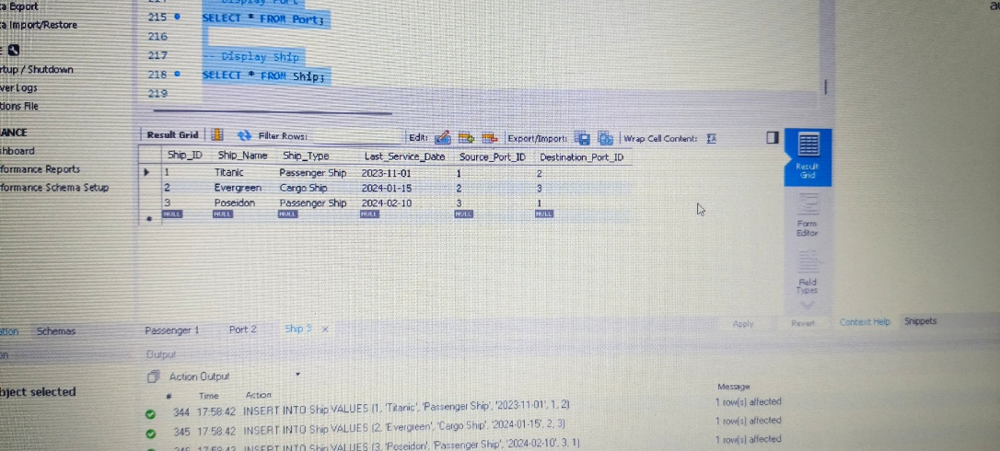 ta Export
215 SELECT * FROM Port;
ta Import/Restore
216
217 -- Display Ship
rtup / Shutdown
218 SELECT * FROM Ship;
ver Logs
219
tions File
ANCE
Result Grid Filter Rows: Edit: Export/Import: Wrap Cell Content:
hboard
Ship_ID Ship_Name Ship_Type Last_Service_Date Source_Port_ID Destination_Port_ID
formance Reports
1 Titanic Passenger Ship 2023-11-01 1 2
formance Schema Setup
2 Evergreen Cargo Ship 2024-01-15 2 3
3 Poseidon Passenger Ship 2024-02-10 3 1
NULL NULL NULL NULL NULL NULL
Result
Grid
Form
Editor
Field
Types
ation Schemas Passenger 1 Port 2 Ship 3 Apply Revert Context Help Snippets
on Output
Action Output
bject selected
# Time Action Message
344 17:58:42 INSERT INTO Ship VALUES (1, 'Titanic', 'Passenger Ship', '2023-11-01', 1, 2) 1 row(s) affected
345 17:58:42 INSERT INTO Ship VALUES (2, 'Evergreen', 'Cargo Ship', '2024-01-15', 2, 3) 1 row(s) affected
346 17:58:42 INSERT INTO Ship VALUES (3, 'Poseidon', 'Passenger Ship', '2024-02-10', 3, 1) 1 row(s) affected